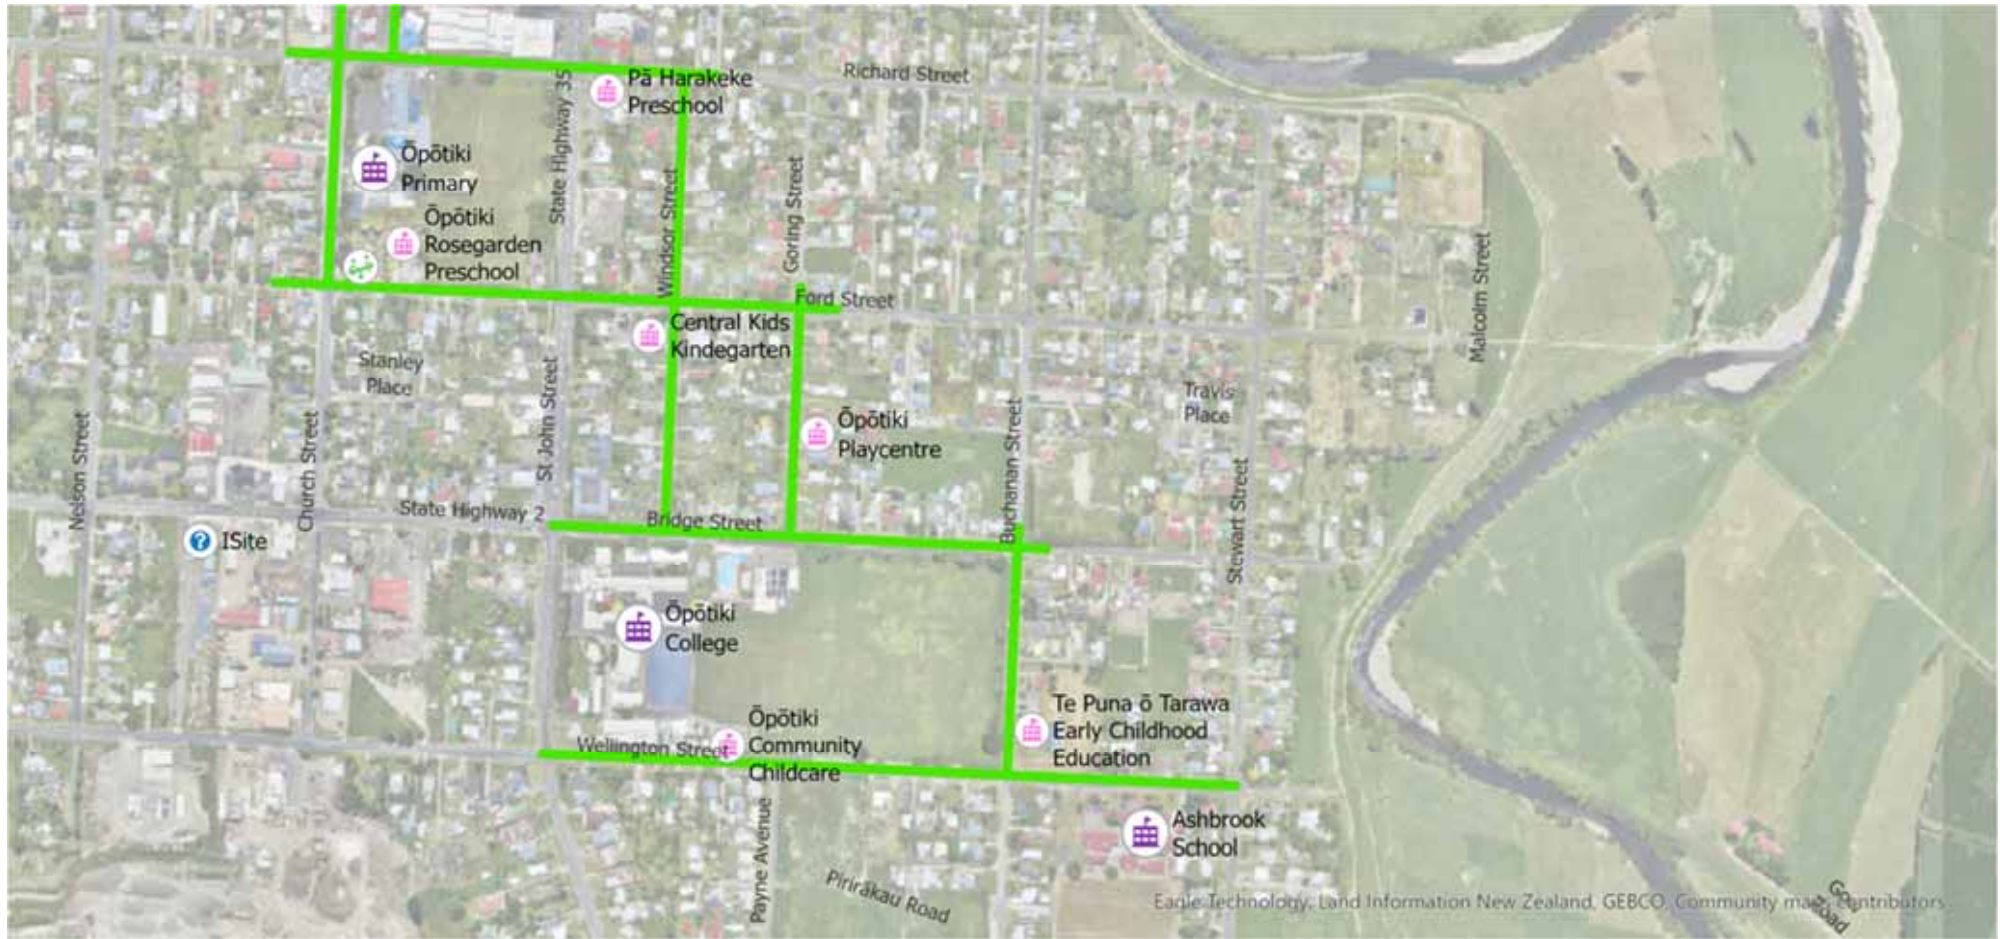 Richard Street
Pā Harakeke
Preschool
State Highway 35
Ōpōtiki
Primary
Windsor Street
Goring Street
Ōpōtiki
Rosegarden
Preschool
Malcolm Street
Ford Street
Central Kids
Kindegarten
Stanley
Place
St John Street
Travis
Place
Ōpōtiki
Playcentre
Nelson Street
Church Street
Buchanan Street
Stewart Street
State Highway 2
Bridge Street
? ISite
Ōpōtiki
College
Te Puna ō Tarawa
Early Childhood
Education
Ōpōtiki
Community
Childcare
Wellington Street
Ashbrook
School
Payne Avenue
Pirirākau Road
Eagle Technology, Land Information New Zealand, GEBCO, Community maps contributors
Road